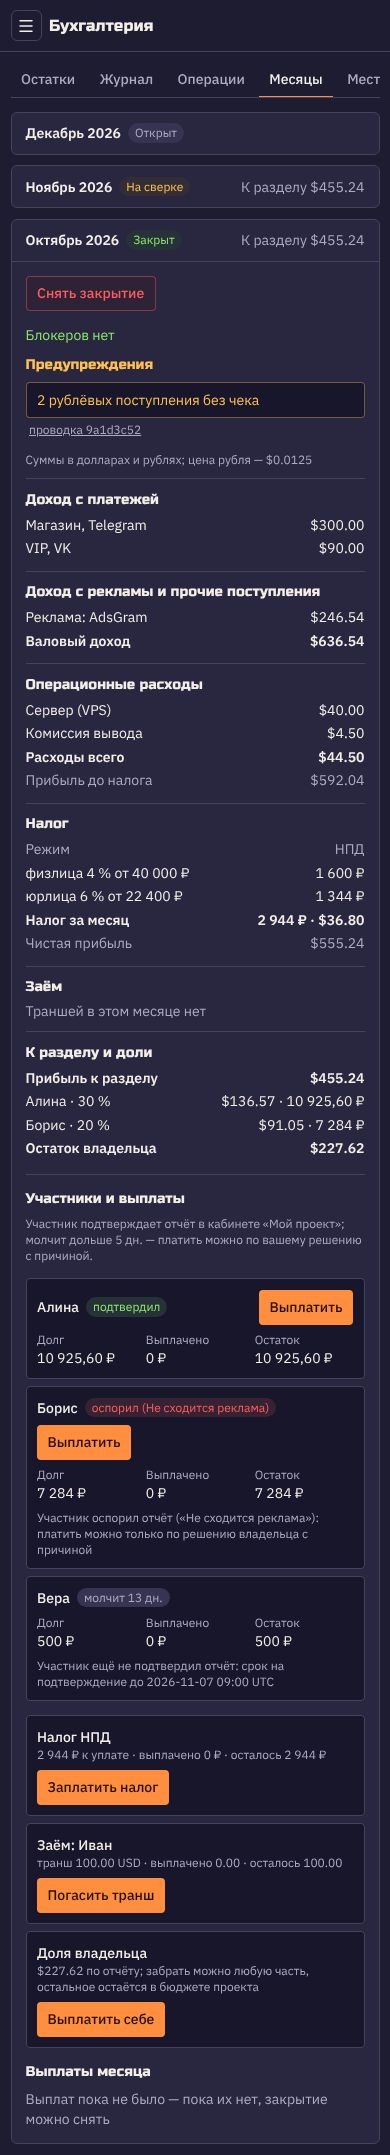 Бухгалтерия
Остатки Журнал Операции Месяцы Мест
Декабрь 2026 Открыт
Ноябрь 2026 На сверке К разделу $455.24
Октябрь 2026 Закрыт К разделу $455.24
Снять закрытие
Блокеров нет
Предупреждения
2 рублёвых поступления без чека
проводка 9a1d3c52
Суммы в долларах и рублях; цена рубля — $0.0125
Доход с платежей
Магазин, Telegram $300.00
VIP, VK $90.00
Доход с рекламы и прочие поступления
Реклама: AdsGram $246.54
Валовый доход $636.54
Операционные расходы
Сервер (VPS) $40.00
Комиссия вывода $4.50
Расходы всего $44.50
Прибыль до налога $592.04
Налог
Режим НПД
физлица 4 % от 40 000 ₽ 1 600 ₽
юрлица 6 % от 22 400 ₽ 1 344 ₽
Налог за месяц 2 944 ₽ · $36.80
Чистая прибыль $555.24
Заём
Траншей в этом месяце нет
К разделу и доли
Прибыль к разделу $455.24
Алина · 30 % $136.57 · 10 925,60 ₽
Борис · 20 % $91.05 · 7 284 ₽
Остаток владельца $227.62
Участники и выплаты
Участник подтверждает отчёт в кабинете «Мой проект»;
молчит дольше 5 дн. — платить можно по вашему решению
с причиной.
Алина подтвердил Выплатить
Долг Выплачено Остаток
10 925,60 ₽ 0 ₽ 10 925,60 ₽
Борис оспорил (Не сходится реклама)
Выплатить
Долг Выплачено Остаток
7 284 ₽ 0 ₽ 7 284 ₽
Участник оспорил отчёт («Не сходится реклама»):
платить можно только по решению владельца с
причиной
Вера молчит 13 дн.
Долг Выплачено Остаток
500 ₽ 0 ₽ 500 ₽
Участник ещё не подтвердил отчёт: срок на
подтверждение до 2026-11-07 09:00 UTC
Налог НПД
2 944 ₽ к уплате · выплачено 0 ₽ · осталось 2 944 ₽
Заплатить налог
Заём: Иван
транш 100.00 USD · выплачено 0.00 · осталось 100.00
Погасить транш
Доля владельца
$227.62 по отчёту; забрать можно любую часть,
остальное остаётся в бюджете проекта
Выплатить себе
Выплаты месяца
Выплат пока не было — пока их нет, закрытие
можно снять